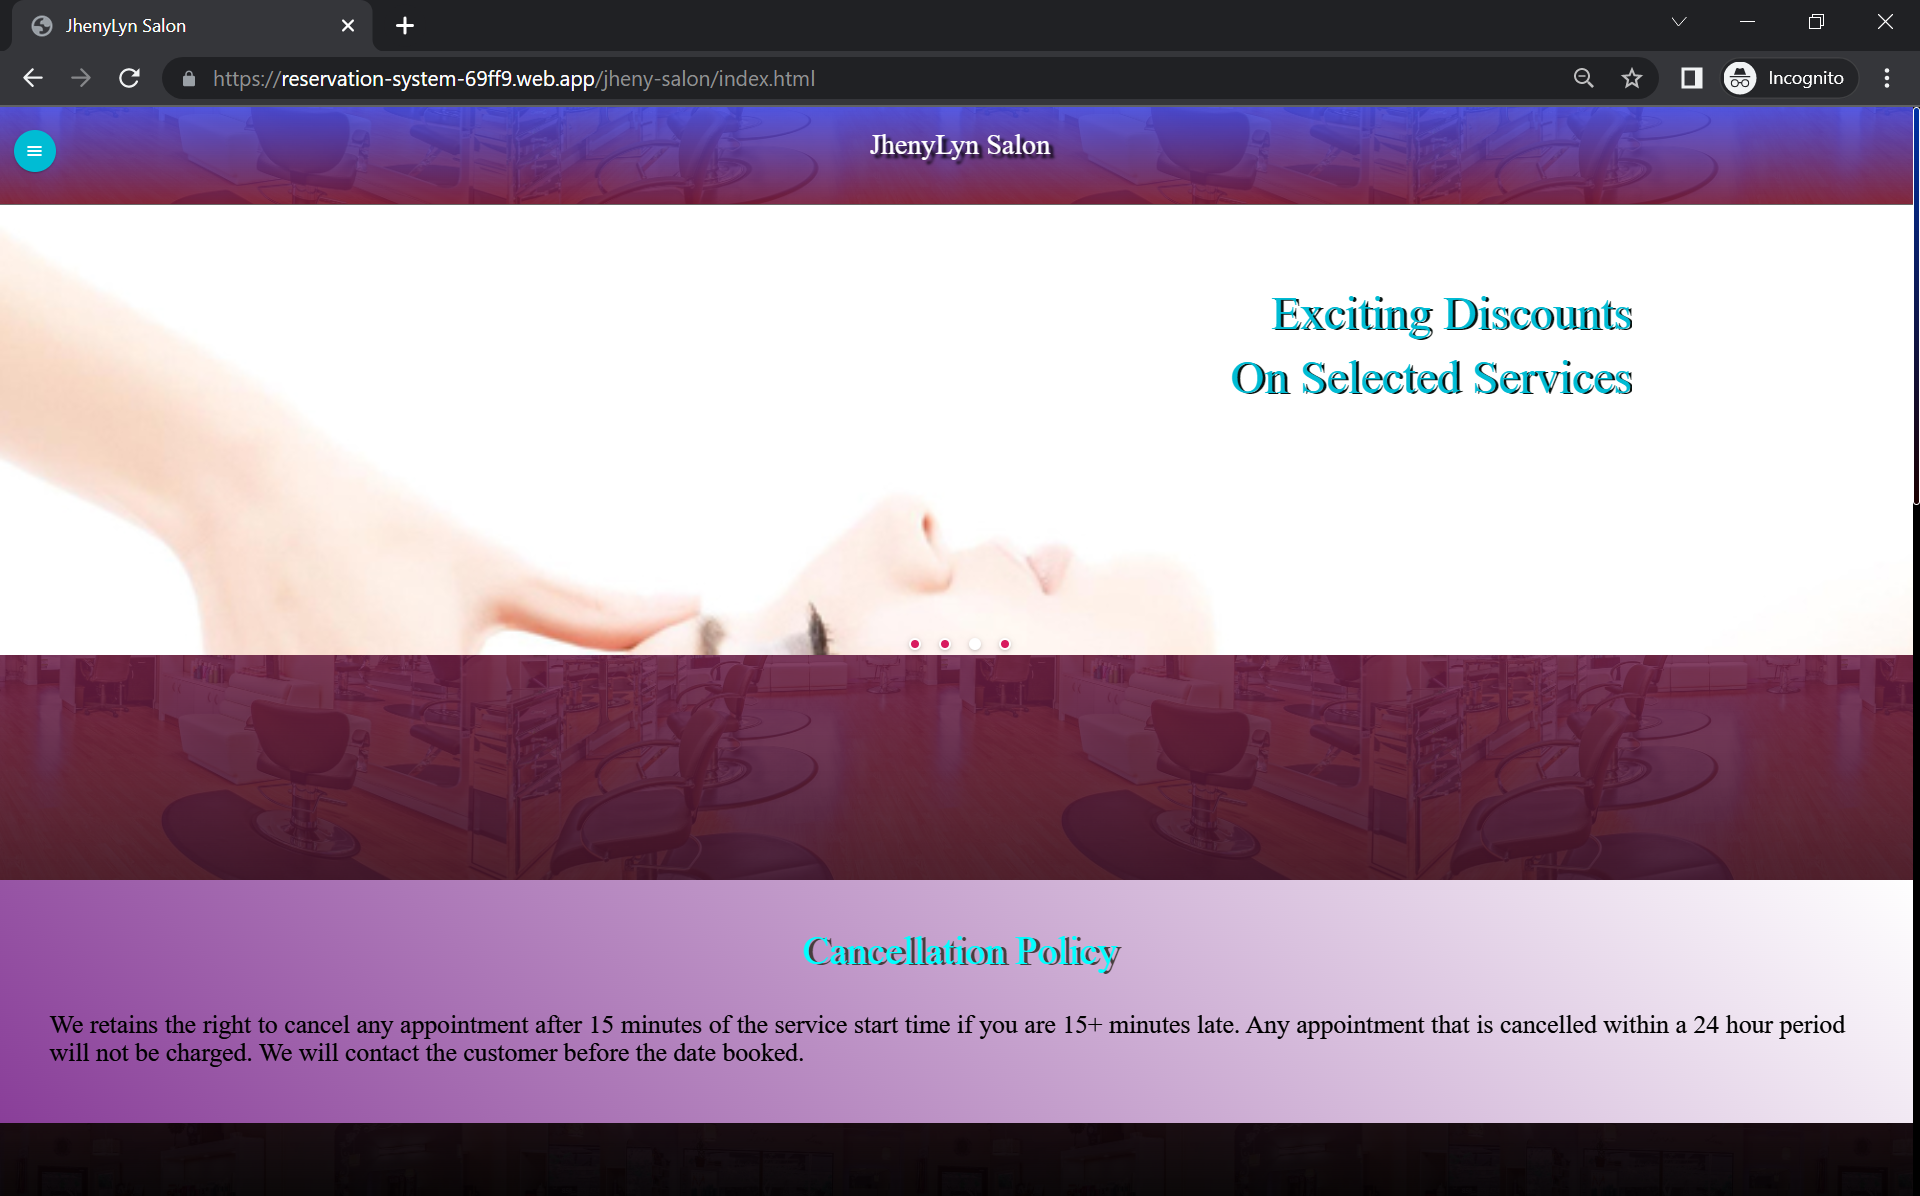 JhenyLyn Salon
https://reservation-system-69ff9.web.app/jheny-salon/index.html
Incognito
JhenyLyn Salon
Exciting Discounts
On Selected Services
Cancellation Policy
We retains the right to cancel any appointment after 15 minutes of the service start time if you are 15+ minutes late. Any appointment that is cancelled within a 24 hour period
will not be charged. We will contact the customer before the date booked.